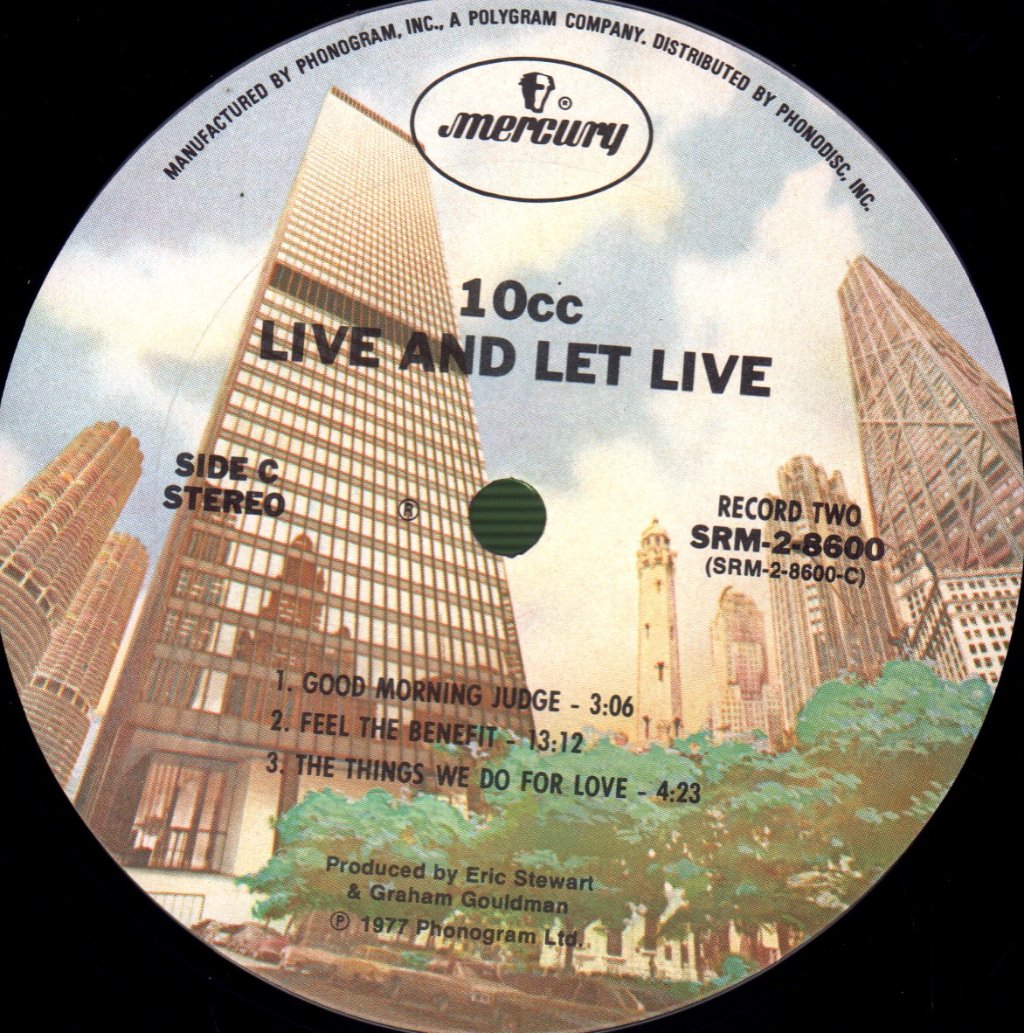 MANUFACTURED BY PHONOGRAM, INC., A POLYGRAM COMPANY. DISTRIBUTED BY PHONODISC, INC.
mercury ®
10cc
LIVE AND LET LIVE
SIDE C
STEREO
®
RECORD TWO
SRM-2-8600
(SRM-2-8600-C)
1. GOOD MORNING JUDGE - 3:06
2. FEEL THE BENEFIT - 13:12
3. THE THINGS WE DO FOR LOVE - 4:23
Produced by Eric Stewart
& Graham Gouldman
℗ 1977 Phonogram Ltd.